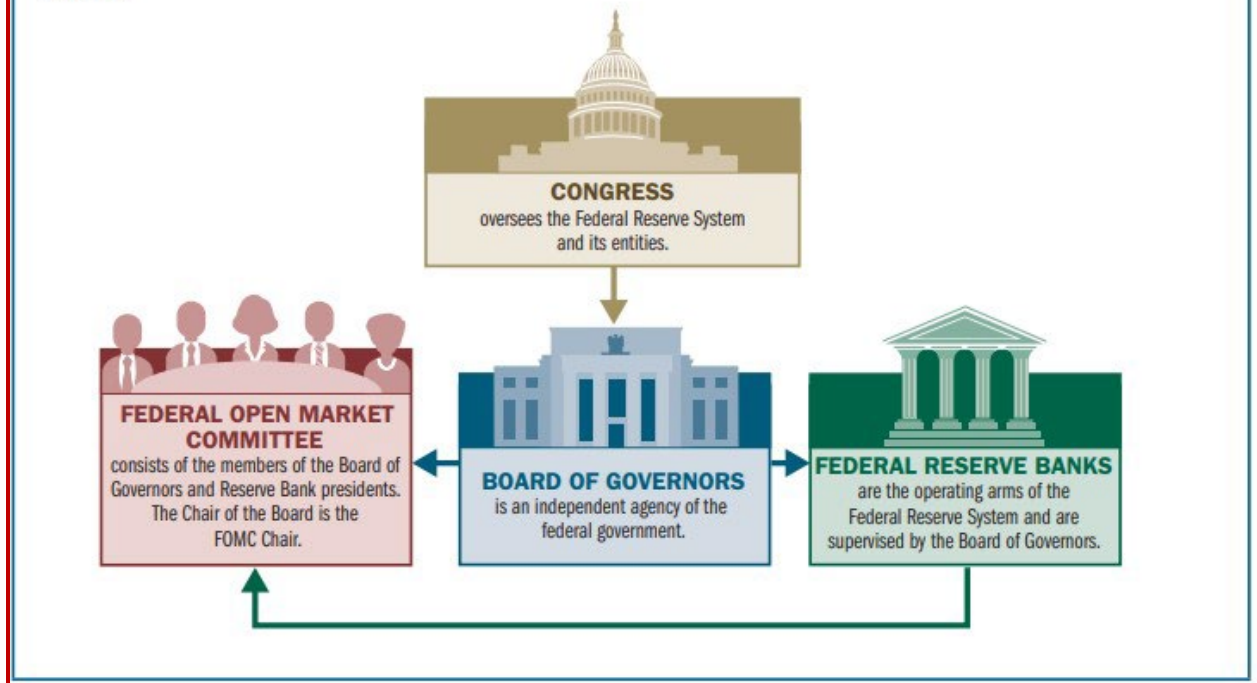 CONGRESS
oversees the Federal Reserve System
and its entities.
FEDERAL OPEN MARKET
COMMITTEE
consists of the members of the Board of
Governors and Reserve Bank presidents.
The Chair of the Board is the
FOMC Chair.
BOARD OF GOVERNORS
is an independent agency of the
federal government.
FEDERAL RESERVE BANKS
are the operating arms of the
Federal Reserve System and are
supervised by the Board of Governors.